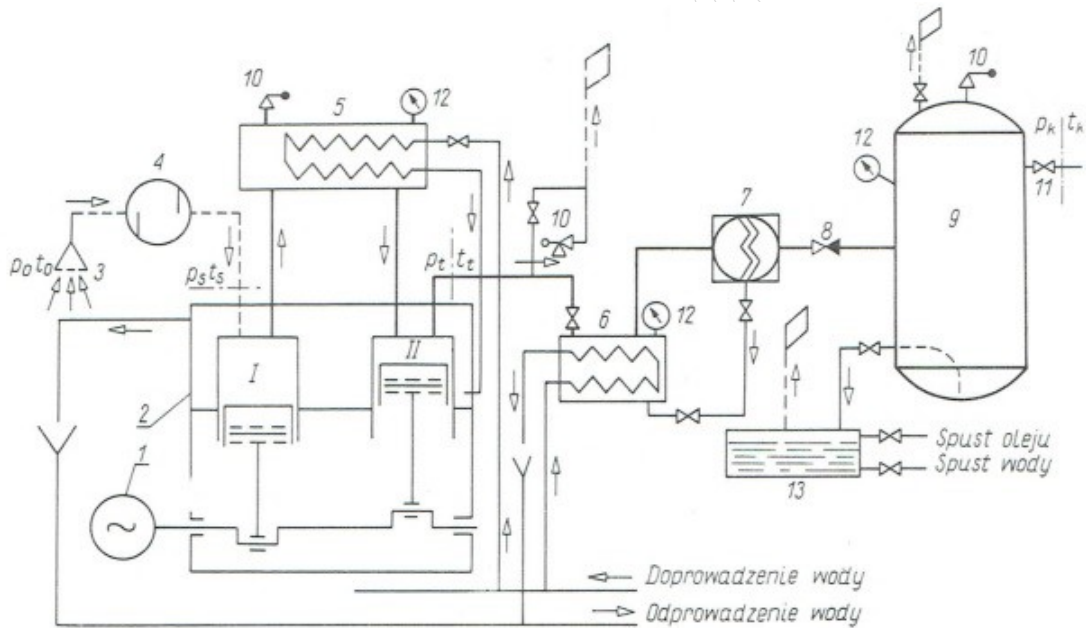 10
5
12
4
10
10
7
12
8
11
9
p₀ t₀
3
pₛ tₛ
pₜ tₜ
6
12
pₖ tₖ
I
II
2
1
~
13
Spust oleju
Spust wody
Doprowadzenie wody
Odprowadzenie wody